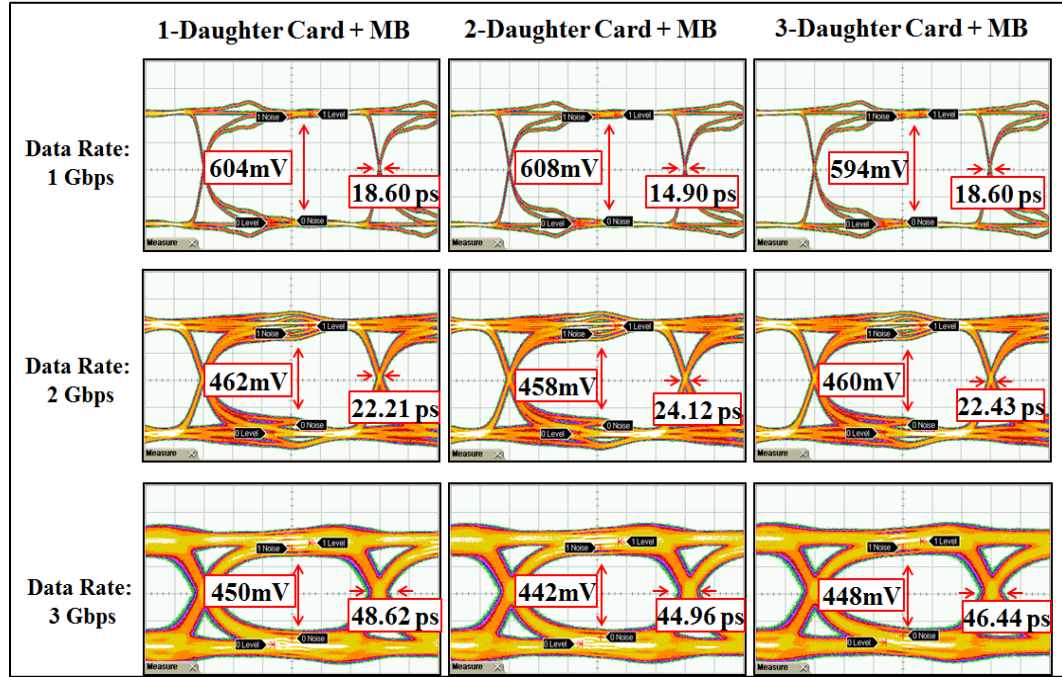 1-Daughter Card + MB 2-Daughter Card + MB 3-Daughter Card + MB
Data Rate:
1 Gbps
1 Noise 1 Level
604mV
18.60 ps
0 Level 0 Noise
Measure
1 Noise 1 Level
608mV
14.90 ps
0 Level 0 Noise
Measure
1 Noise 1 Level
594mV
18.60 ps
0 Level 0 Noise
Measure
Data Rate:
2 Gbps
1 Noise 1 Level
462mV
22.21 ps
0 Level 0 Noise
Measure
1 Noise 1 Level
458mV
24.12 ps
0 Level 0 Noise
Measure
1 Noise 1 Level
460mV
22.43 ps
0 Level 0 Noise
Measure
Data Rate:
3 Gbps
1 Noise 1 Level
450mV
48.62 ps
0 Level 0 Noise
Measure
1 Noise 1 Level
442mV
44.96 ps
0 Level 0 Noise
Measure
1 Noise 1 Level
448mV
46.44 ps
0 Level 0 Noise
Measure